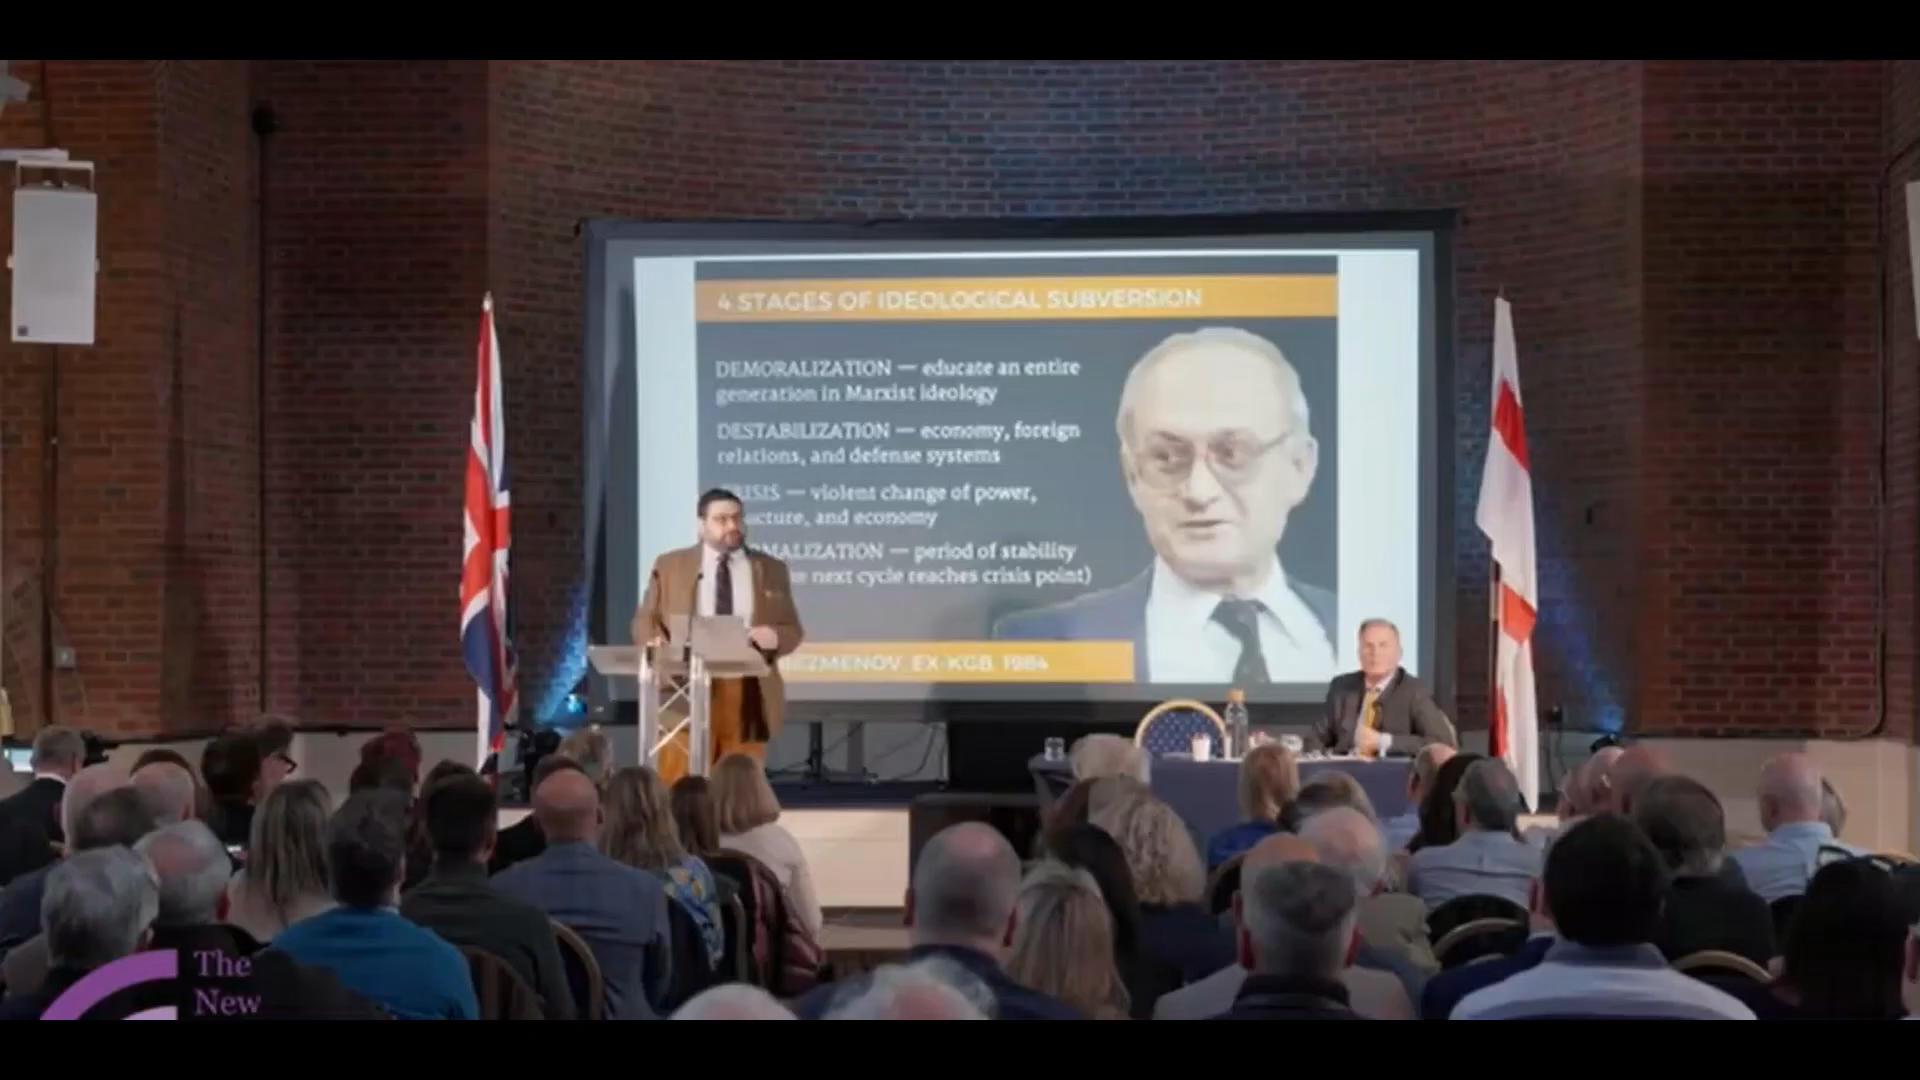 4 STAGES OF IDEOLOGICAL SUBVERSION
DEMORALIZATION — educate an entire
generation in Marxist ideology
DESTABILIZATION — economy, foreign
relations, and defense systems
— violent change of power,
and economy
— period of stability
next cycle reaches crisis point)
BEZMENOV, EX-KGB, 1984
The
New